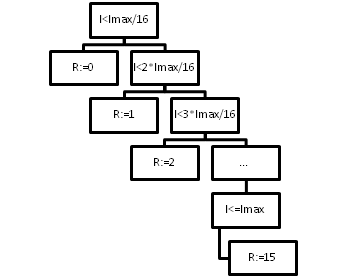 I<Imax/16
R:=0
I<2*Imax/16
R:=1
I<3*Imax/16
R:=2
...
I<=Imax
R:=15